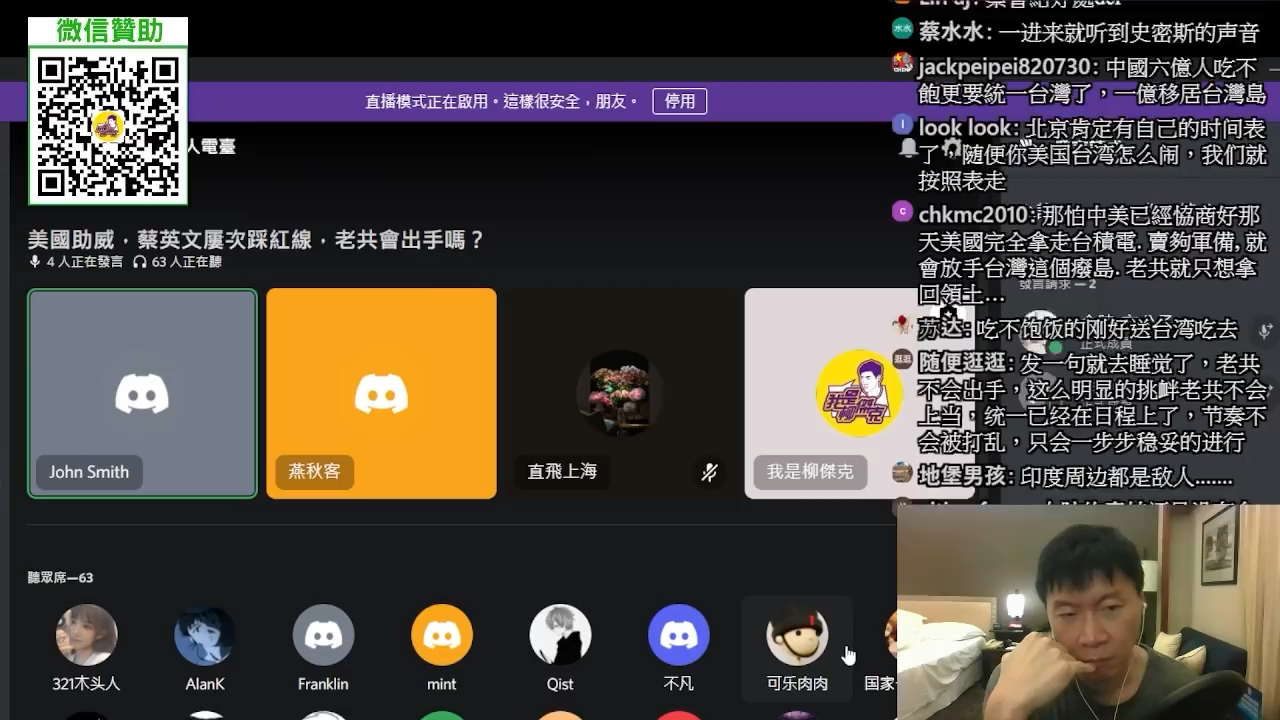 微信贊助
直播模式正在啟用。這樣很安全，朋友。
停用
人電臺
美國助威，蔡英文屢次踩紅線，老共會出手嗎？
4 人正在發言
63 人正在聽
John Smith
燕秋客
直飛上海
我是柳傑克
聽眾席—63
321木头人
AlanK
Franklin
mint
Qist
不凡
可乐肉肉
国家一
蔡水水: 一进来就听到史密斯的声音
jackpeipei820730: 中國六億人吃不
飽更要統一台灣了，一億移居台灣島
look look: 北京肯定有自己的时间表
了，随便你美国台湾怎么闹，我们就
按照表走
chkmc2010: 那怕中美已經協商好那
天美國完全拿走台積電. 賣夠軍備, 就
會放手台灣這個廢島. 老共就只想拿
回領土...
發言請求 — 2
苏达: 吃不饱饭的刚好送台湾吃去
正式成員
随便逛逛: 发一句就去睡觉了，老共
不会出手，这么明显的挑衅老共不会
上当，统一已经在日程上了，节奏不
会被打乱，只会一步步稳妥的进行
地堡男孩: 印度周边都是敌人.......